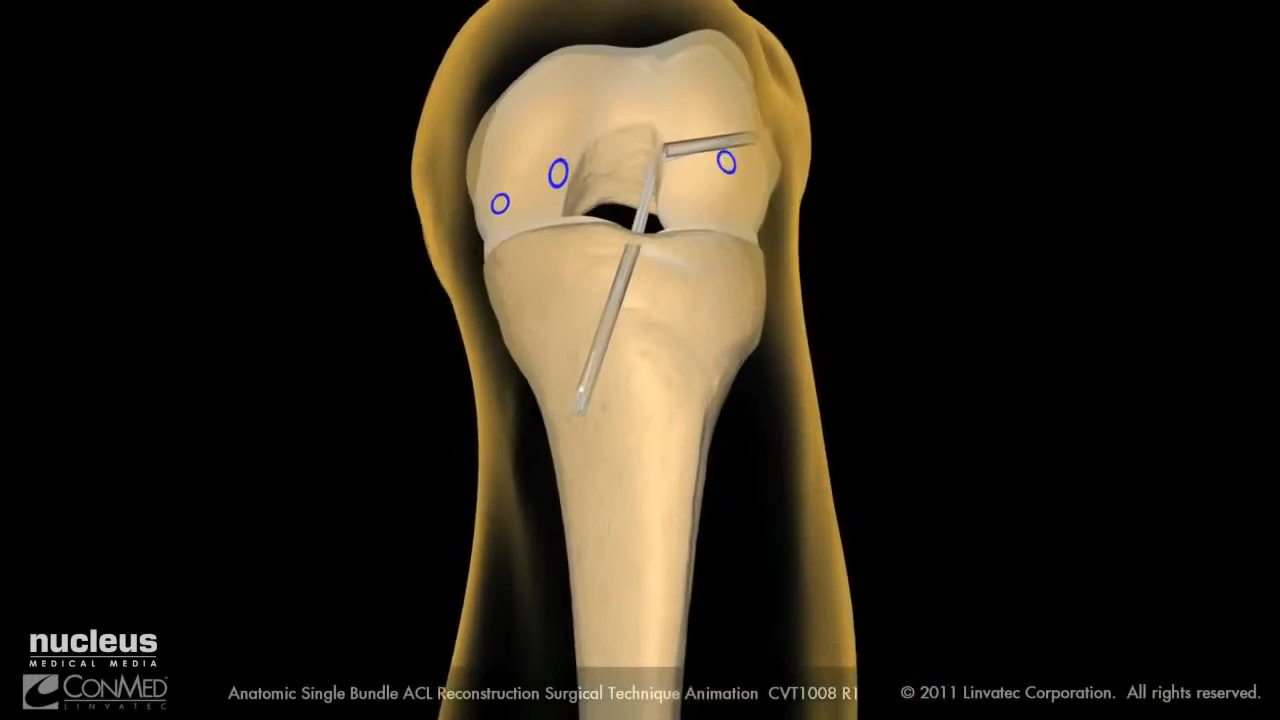 nucleus
MEDICAL MEDIA
CONMED
LINVATEC
Anatomic Single Bundle ACL Reconstruction Surgical Technique Animation CVT1008 R1
© 2011 Linvatec Corporation. All rights reserved.